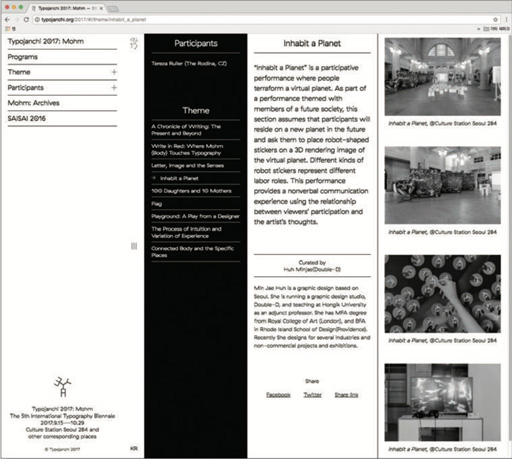 Typojanchi 2017: Mohm
typojanchi.org/2017/#/theme/inhabit_a_planet
Typojanchi 2017: Mohm
Programs
Theme +
Participants +
Mohm: Archives
SAISAI 2016
Typojanchi 2017: Mohm
The 5th International Typography Biennale
2017.9.15—10.29
Culture Station Seoul 284 and
other corresponding places
© Typojanchi 2017
KR
Participants
Tereza Ruller (The Rodina, CZ)
Theme
A Chronicle of Writing: The
Present and Beyond
Write in Red: Where Mohm
(Body) Touches Typography
Letter, Image and the Senses
Inhabit a Planet
100 Daughters and 10 Mothers
Flag
Playground: A Play from a Designer
The Process of Intuition and
Variation of Experience
Connected Body and the Specific
Places
Inhabit a Planet
"Inhabit a Planet" is a participative
performance where people
terraform a virtual planet. As part of
a performance themed with
members of a future society, this
section assumes that participants will
reside on a new planet in the future
and ask them to place robot-shaped
stickers on a 3D rendering image of
the virtual planet. Different kinds of
robot stickers represent different
labor roles. This performance
provides a nonverbal communication
experience using the relationship
between viewers' participation and
the artist's thoughts.
Curated by
Huh Minjae(Double-D)
Min Jae Huh is a graphic design based on
Seoul. She is running a graphic design studio,
Double-D, and teaching at Hongik University
as an adjunct professor. She has MFA degree
from Royal College of Art (London), and BFA
in Rhode Island School of Design(Providence).
Recently She designs for several industries and
non-commercial projects and exhibitions.
Share
Facebook Twitter Share link
Inhabit a Planet, @Culture Station Seoul 284
Inhabit a Planet, @Culture Station Seoul 284
Inhabit a Planet, @Culture Station Seoul 284
Inhabit a Planet, @Culture Station Seoul 284